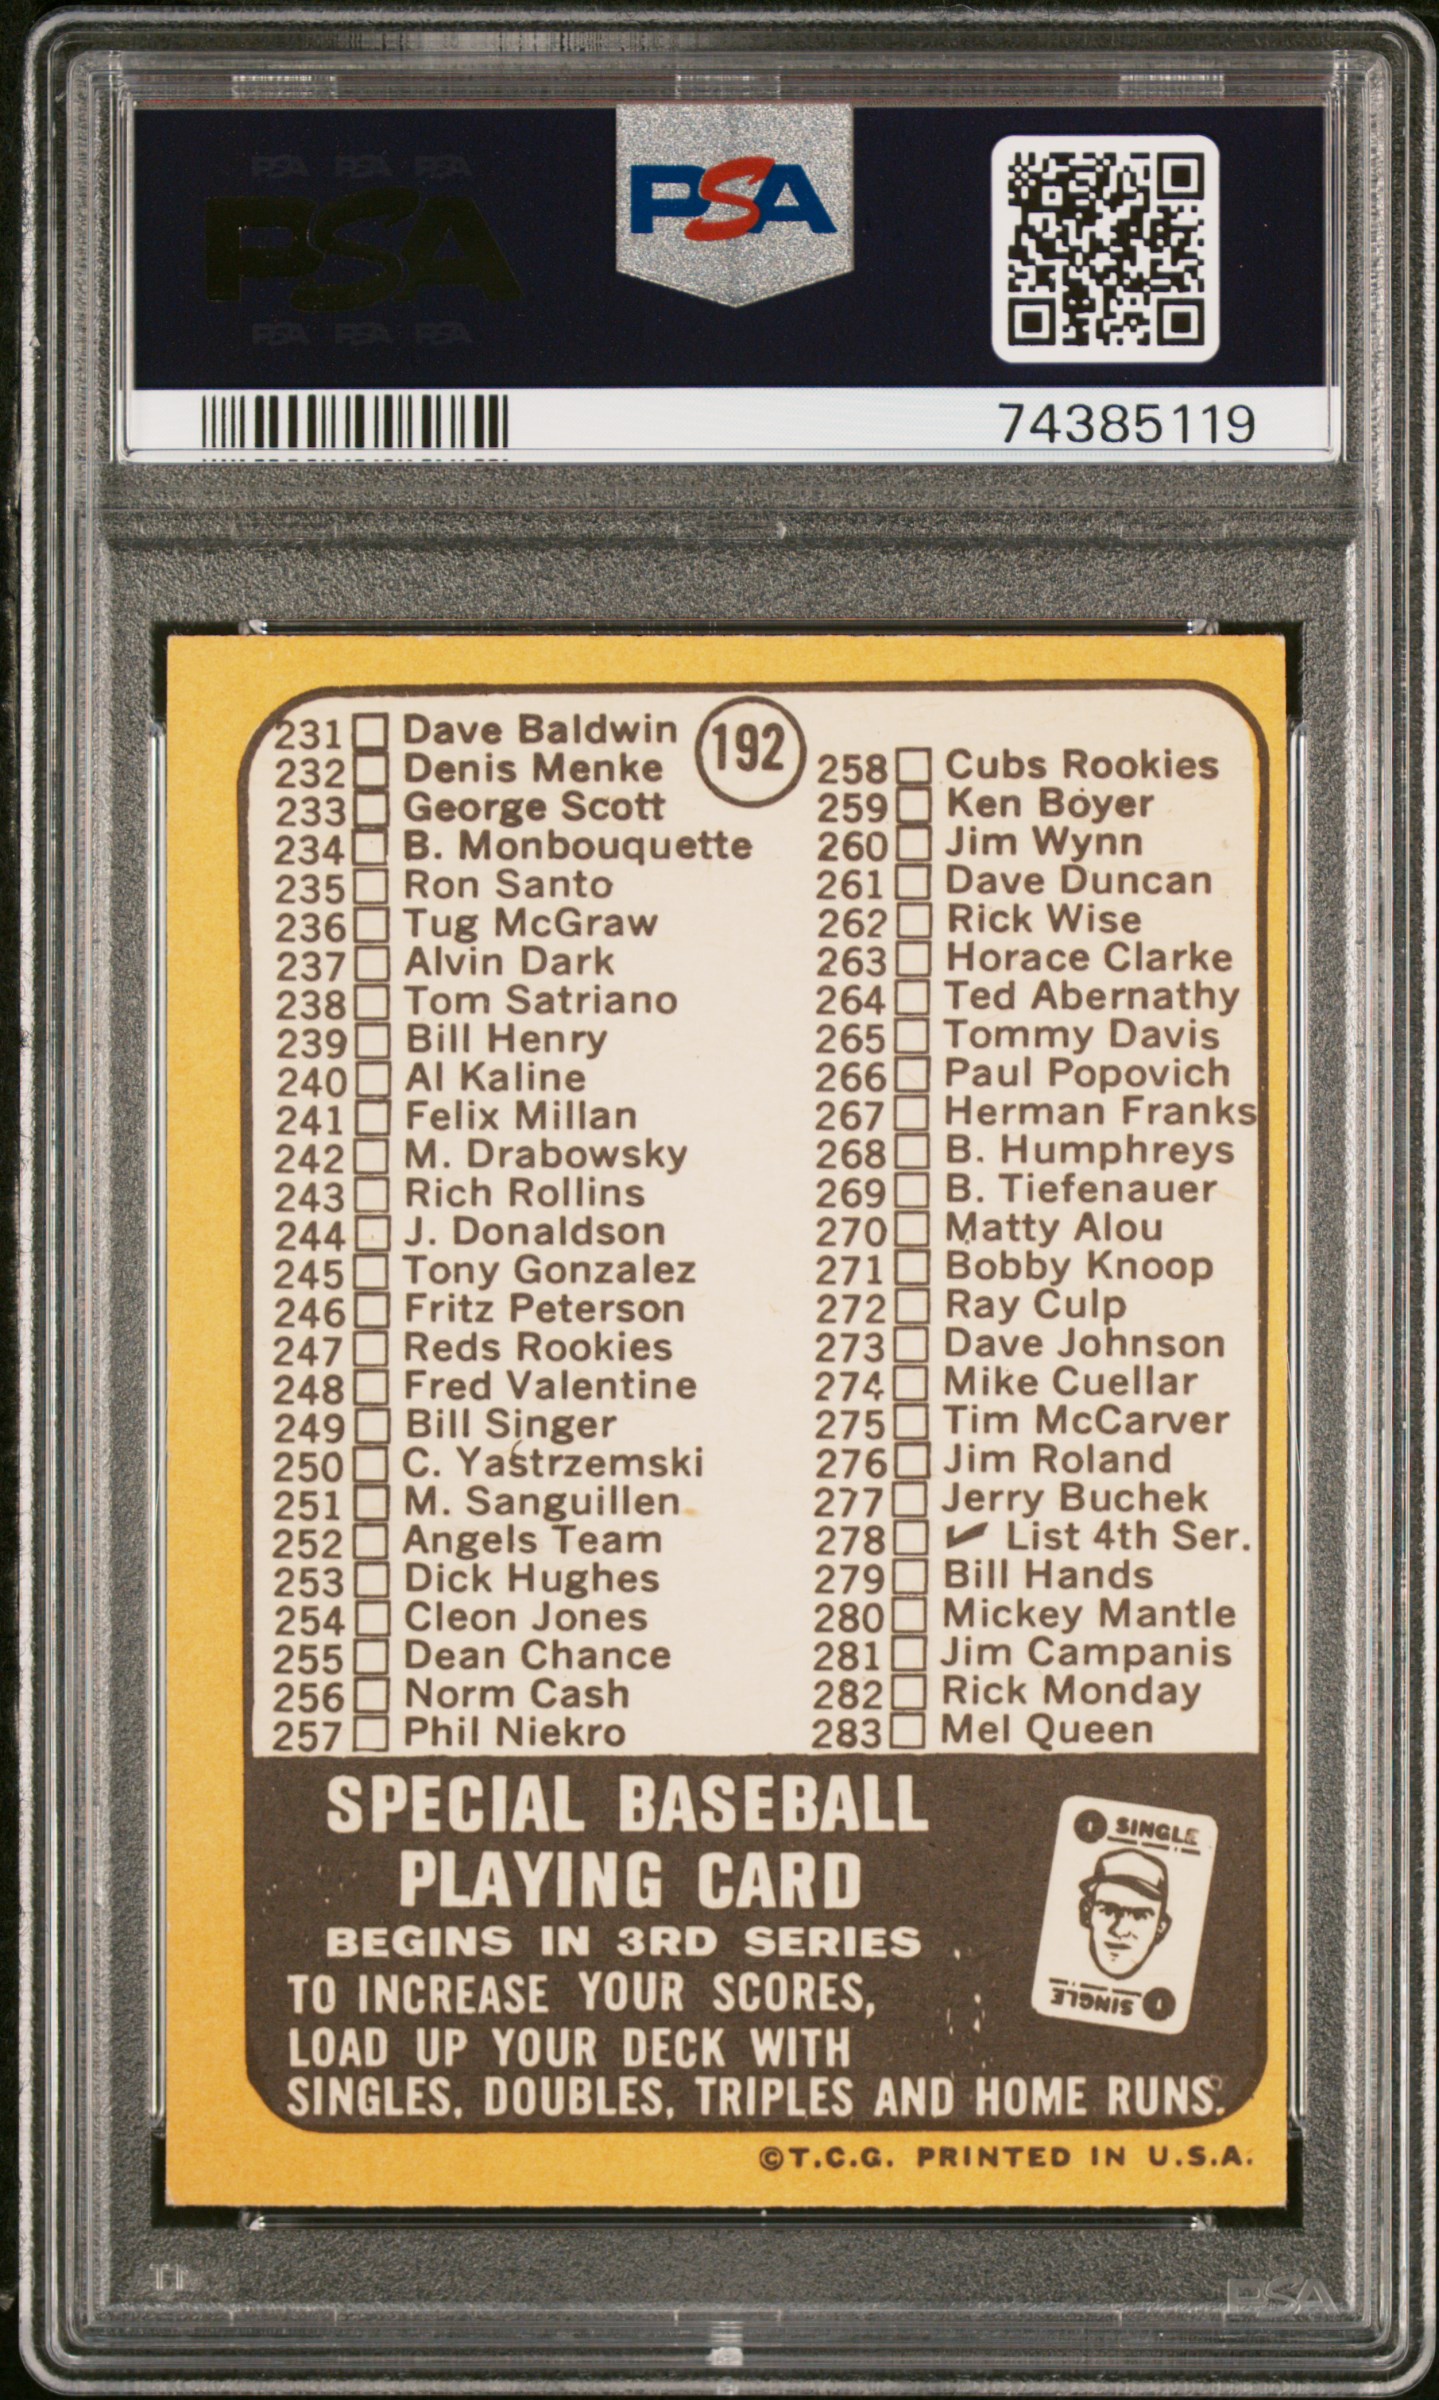 PSA PSA PSA
PSA
PSA PSA PSA
PSA
74385119
192
231 Dave Baldwin
232 Denis Menke
233 George Scott
234 B. Monbouquette
235 Ron Santo
236 Tug McGraw
237 Alvin Dark
238 Tom Satriano
239 Bill Henry
240 Al Kaline
241 Felix Millan
242 M. Drabowsky
243 Rich Rollins
244 J. Donaldson
245 Tony Gonzalez
246 Fritz Peterson
247 Reds Rookies
248 Fred Valentine
249 Bill Singer
250 C. Yastrzemski
251 M. Sanguillen
252 Angels Team
253 Dick Hughes
254 Cleon Jones
255 Dean Chance
256 Norm Cash
257 Phil Niekro
258 Cubs Rookies
259 Ken Boyer
260 Jim Wynn
261 Dave Duncan
262 Rick Wise
263 Horace Clarke
264 Ted Abernathy
265 Tommy Davis
266 Paul Popovich
267 Herman Franks
268 B. Humphreys
269 B. Tiefenauer
270 Matty Alou
271 Bobby Knoop
272 Ray Culp
273 Dave Johnson
274 Mike Cuellar
275 Tim McCarver
276 Jim Roland
277 Jerry Buchek
278 ✓ List 4th Ser.
279 Bill Hands
280 Mickey Mantle
281 Jim Campanis
282 Rick Monday
283 Mel Queen
SPECIAL BASEBALL
PLAYING CARD
BEGINS IN 3RD SERIES
TO INCREASE YOUR SCORES,
LOAD UP YOUR DECK WITH
SINGLES, DOUBLES, TRIPLES AND HOME RUNS.
SINGLE
SINGLE
©T.C.G. PRINTED IN U.S.A.
PSA